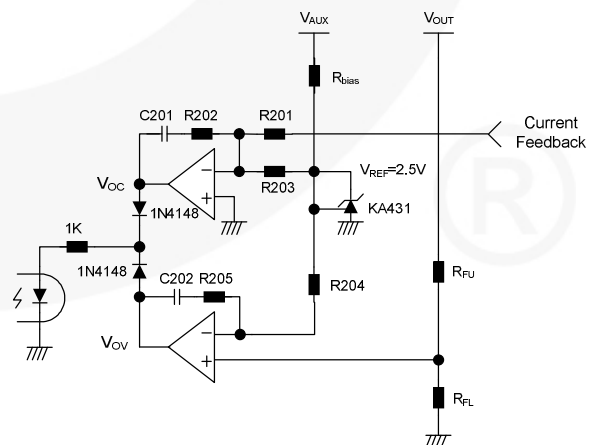 VAUX
VOUT
Rbias
C201
R202
R201
Current
Feedback
R203
VREF=2.5V
VOC
1N4148
KA431
1K
1N4148
C202
R205
R204
RFU
VOV
RFL
−
+
−
+
®